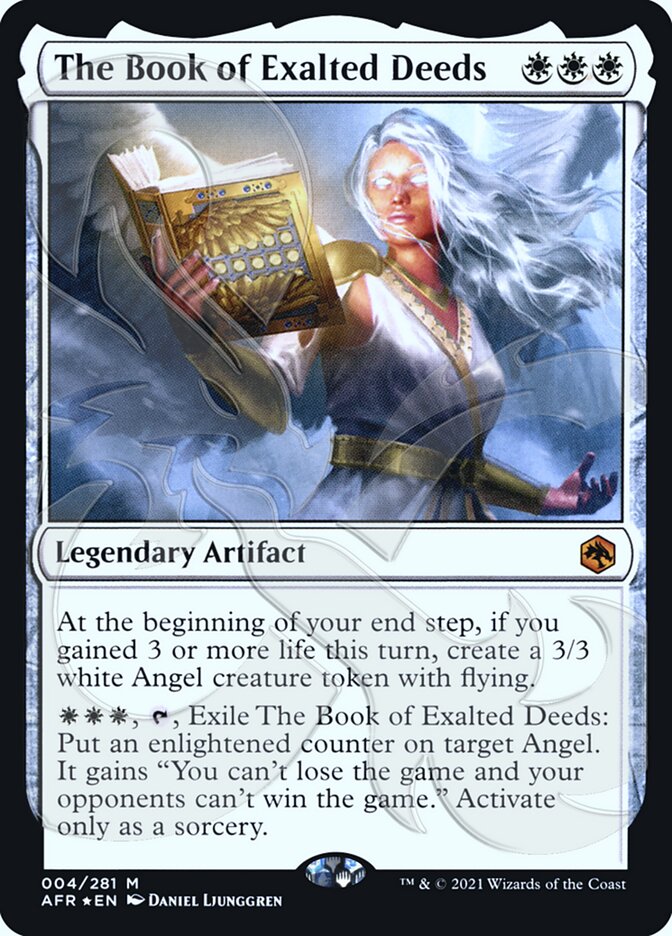 The Book of Exalted Deeds
Legendary Artifact
At the beginning of your end step, if you
gained 3 or more life this turn, create a 3/3
white Angel creature token with flying.
, , Exile The Book of Exalted Deeds:
Put an enlightened counter on target Angel.
It gains “You can’t lose the game and your
opponents can’t win the game.” Activate
only as a sorcery.
004/281 M
AFR★EN Daniel Ljunggren
™ & © 2021 Wizards of the Coast